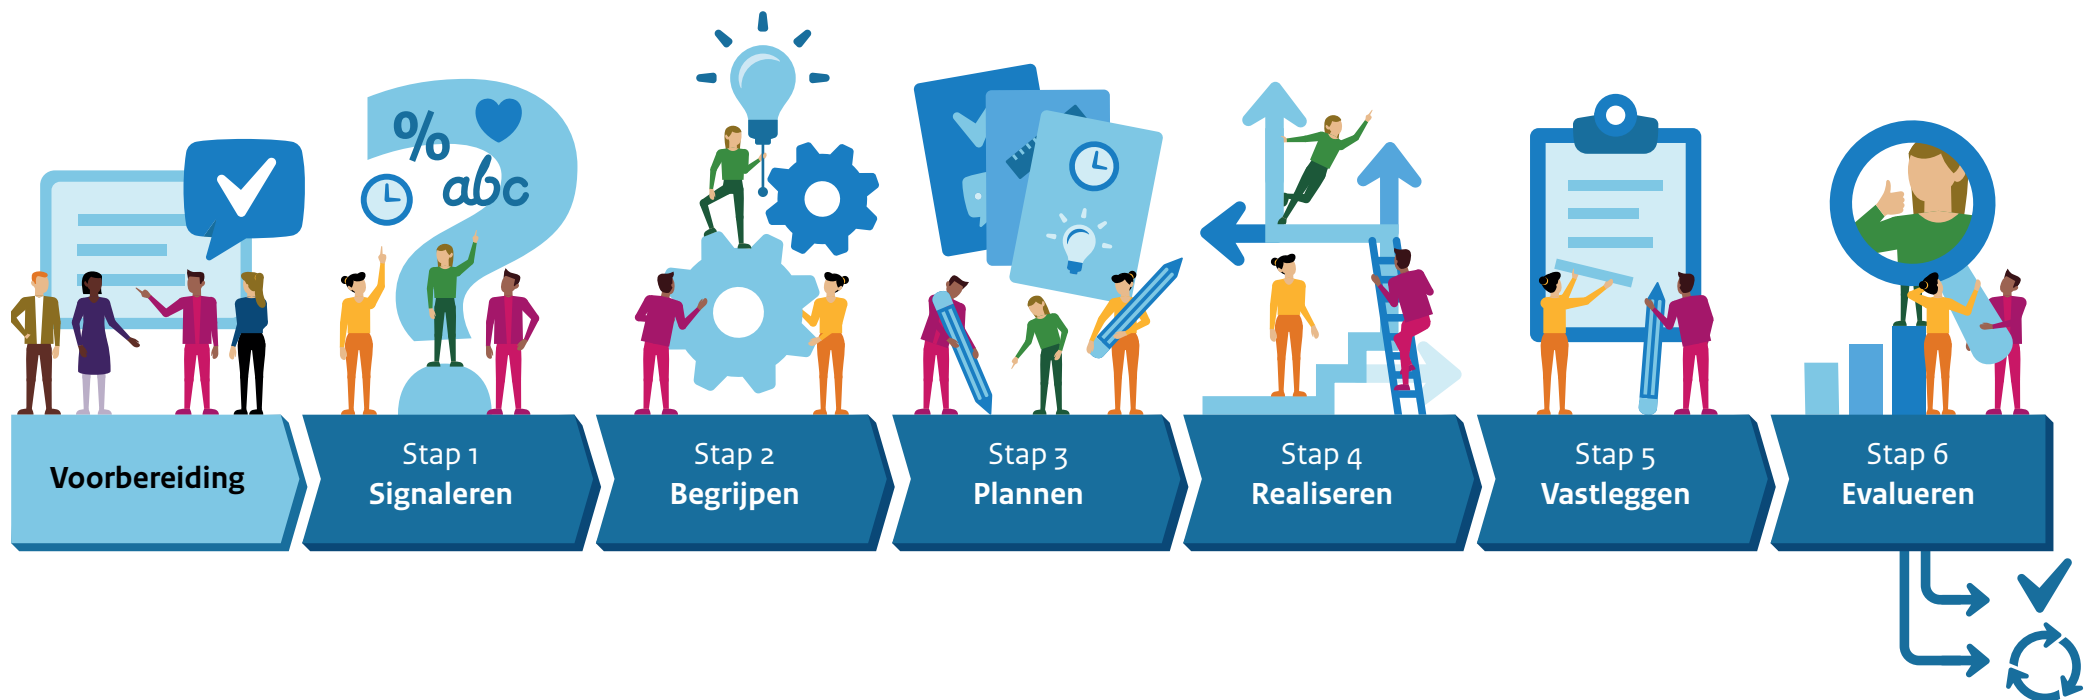 %
abc
Voorbereiding
Stap 1
Signaleren
Stap 2
Begrijpen
Stap 3
Plannen
Stap 4
Realiseren
Stap 5
Vastleggen
Stap 6
Evalueren